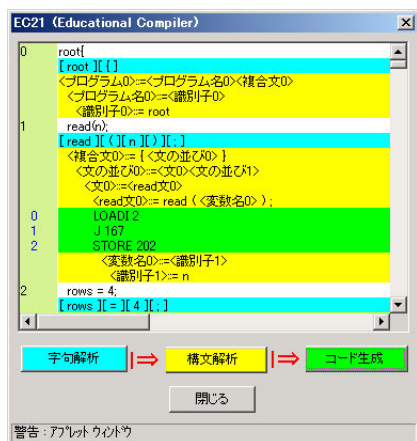 EC21 (Educational Compiler)
0 root{
[ root ][ { ]
<プログラム0>::=<プログラム名0><複合文0>
<プログラム名0>::=<識別子0>
<識別子0>::= root
1 read(n);
[ read ][ ( ][ n ][ ) ][ ; ]
<複合文0>::= { <文の並び0> }
<文の並び0>::=<文0><文の並び1>
<文0>::=<read文0>
<read文0>::= read ( <変数名0> ) ;
0 LOADI 2
1 J 167
2 STORE 202
<変数名0>::=<識別子1>
<識別子1>::= n
2 rows = 4;
[ rows ][ = ][ 4 ][ ; ]
字句解析 |⇒ 構文解析 |⇒ コード生成
閉じる
警告 : アプレット ウィンドウ